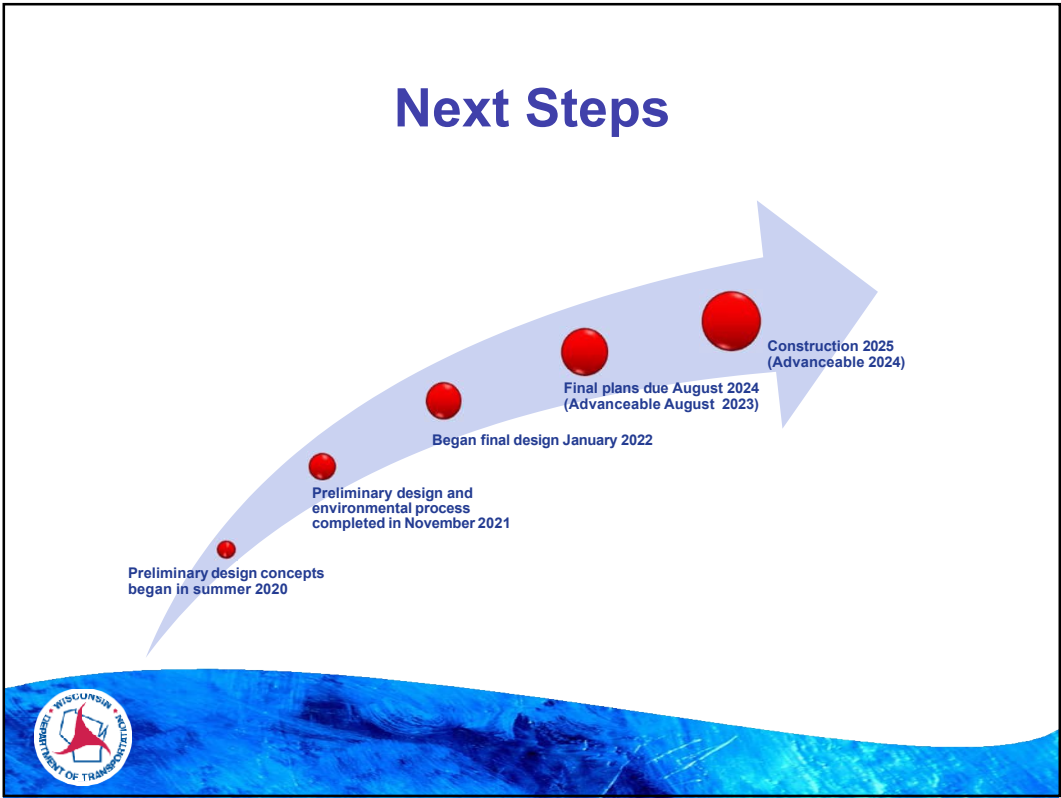 Next Steps
Construction 2025
(Advanceable 2024)
Final plans due August 2024
(Advanceable August 2023)
Began final design January 2022
Preliminary design and
environmental process
completed in November 2021
Preliminary design concepts
began in summer 2020
WISCONSIN
DEPARTMENT OF TRANSPORTATION